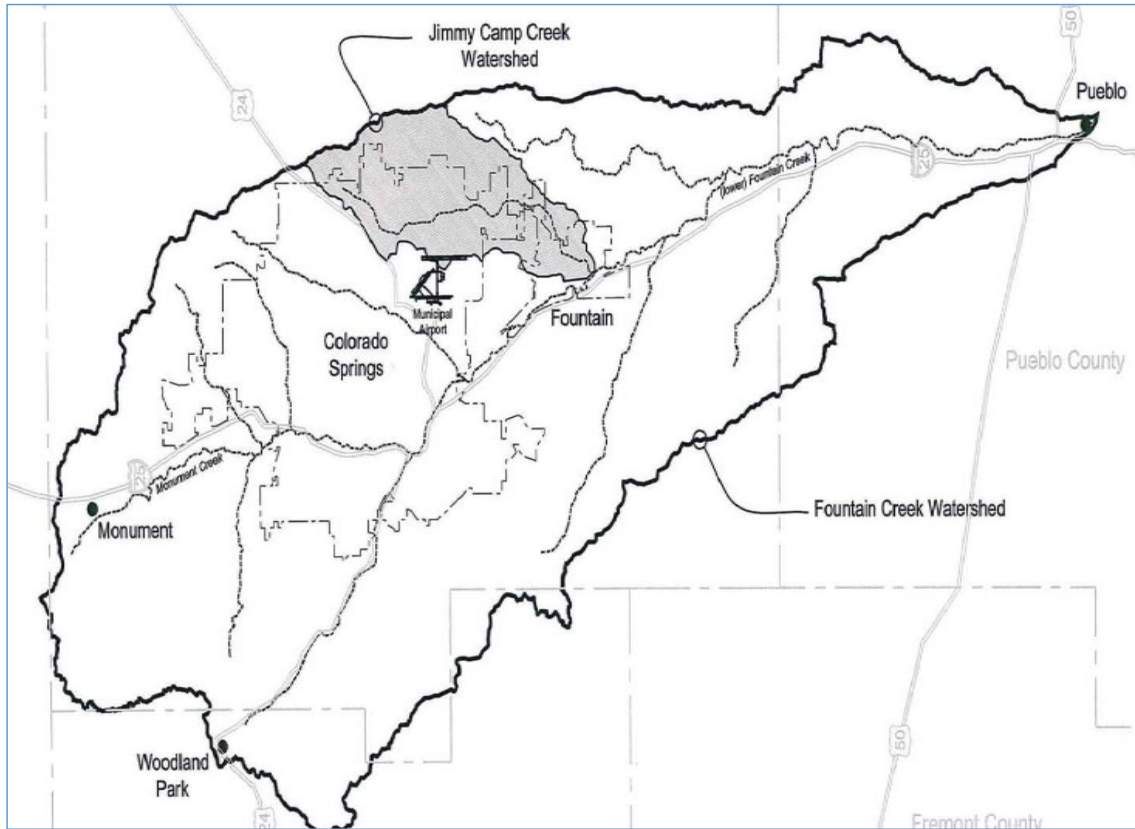 Jimmy Camp Creek
Watershed
50
Pueblo
24
25
(lower) Fountain Creek
Municipal
Airport
Fountain
Colorado
Springs
Pueblo County
25
Monument Creek
Monument
Fountain Creek Watershed
Woodland
Park
50
24
Fremont County